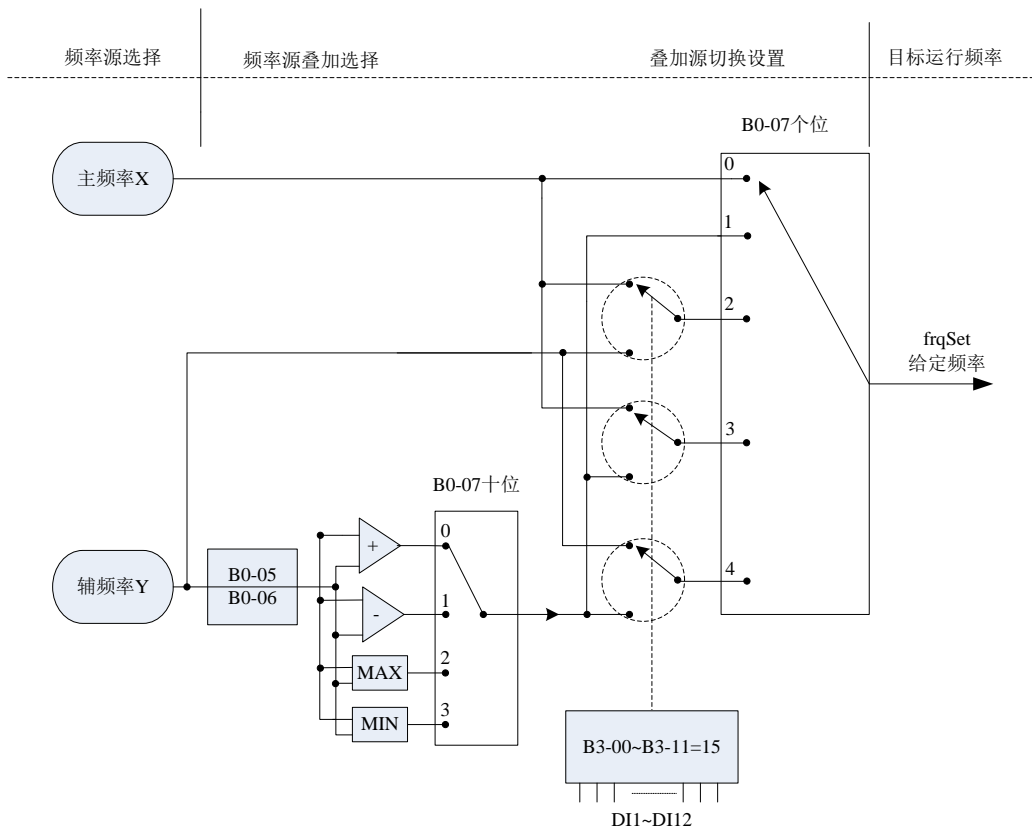 频率源选择
频率源叠加选择
叠加源切换设置
目标运行频率
B0-07个位
主频率X
0
1
2
3
4
frqSet
给定频率
B0-07十位
辅频率Y
B0-05
B0-06
+
-
MAX
MIN
0
1
2
3
B3-00~B3-11=15
DI1~DI12